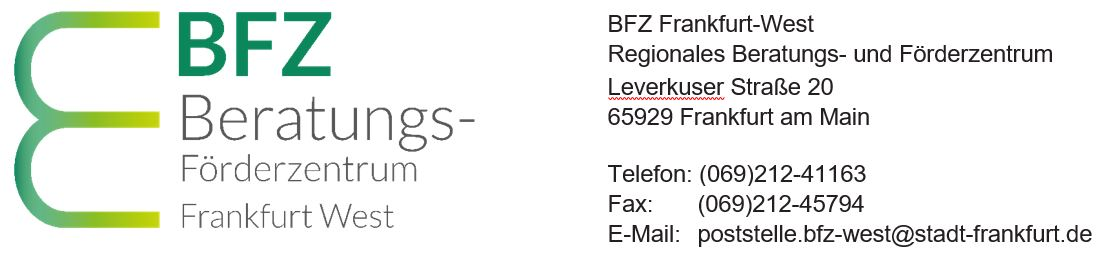 BFZ
Beratungs-
Förderzentrum
Frankfurt West
BFZ Frankfurt-West
Regionales Beratungs- und Förderzentrum
Leverkuser Straße 20
65929 Frankfurt am Main
Telefon: (069)212-41163
Fax: (069)212-45794
E-Mail: poststelle.bfz-west@stadt-frankfurt.de